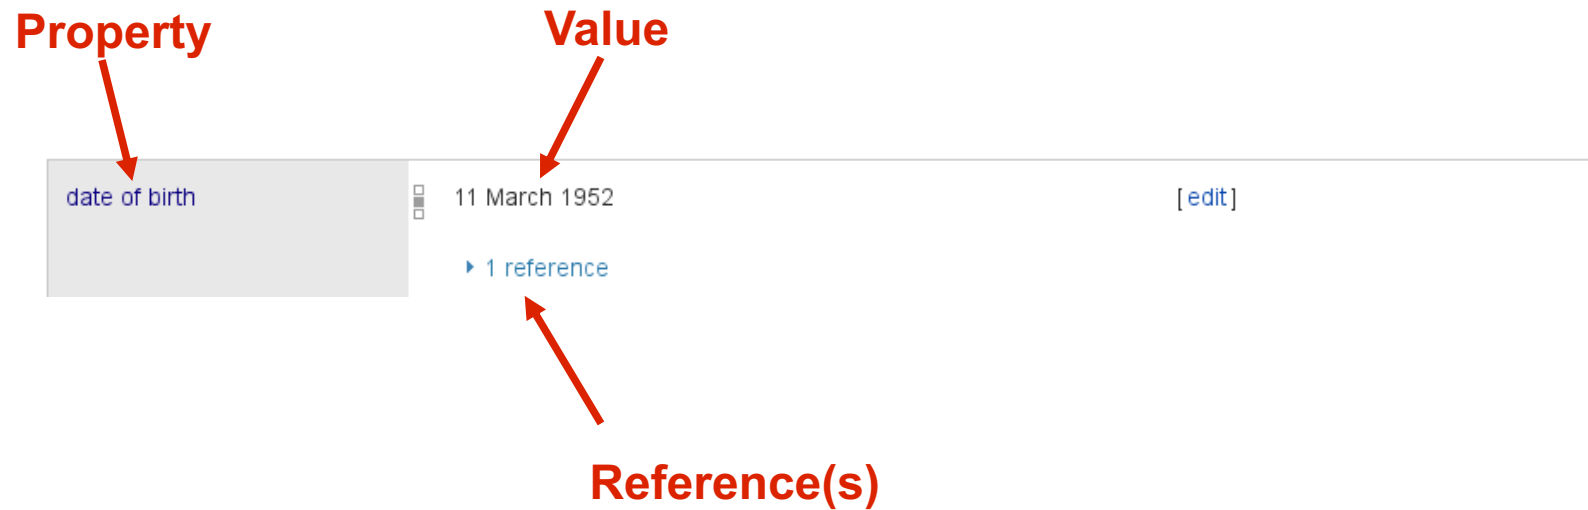 Property
Value
date of birth
11 March 1952
[edit]
1 reference
Reference(s)